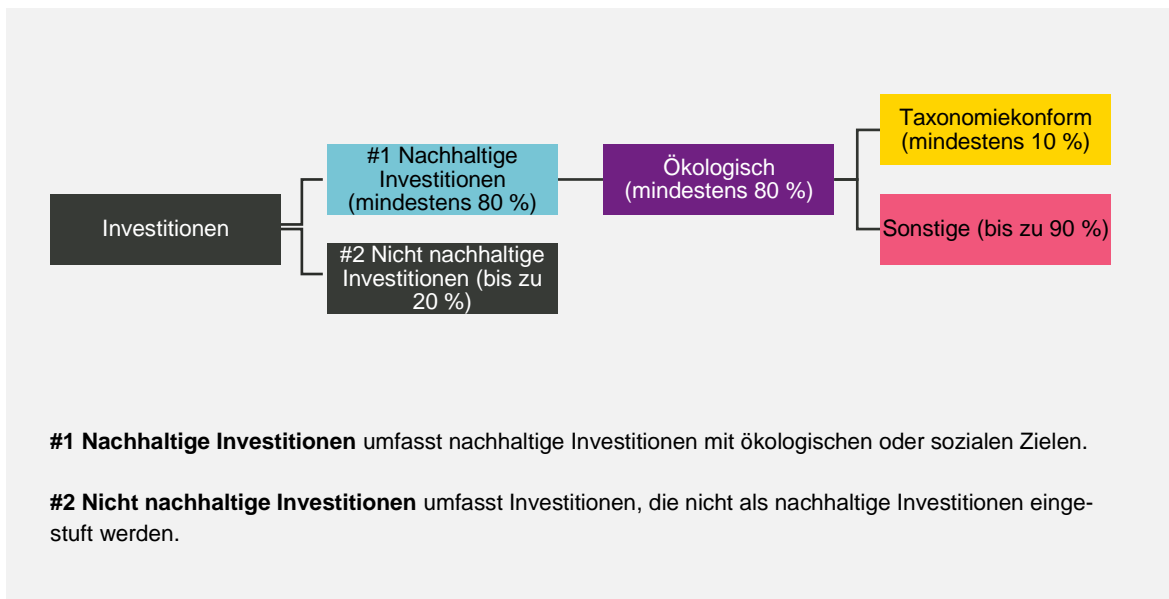 Investitionen
#1 Nachhaltige
Investitionen
(mindestens 80 %)
#2 Nicht nachhaltige
Investitionen (bis zu
20 %)
Ökologisch
(mindestens 80 %)
Taxonomiekonform
(mindestens 10 %)
Sonstige (bis zu 90 %)
#1 Nachhaltige Investitionen umfasst nachhaltige Investitionen mit ökologischen oder sozialen Zielen.
#2 Nicht nachhaltige Investitionen umfasst Investitionen, die nicht als nachhaltige Investitionen einge-
stuft werden.